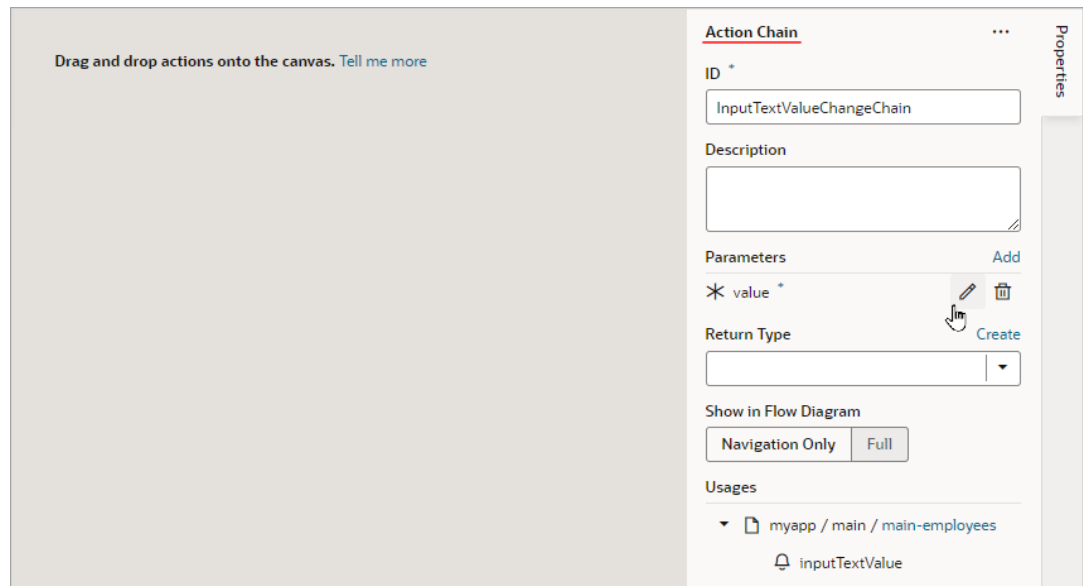 Drag and drop actions onto the canvas. Tell me more
Action Chain
Properties
ID *
InputTextValueChangeChain
Description
Parameters Add
value *
Return Type Create
Show in Flow Diagram
Navigation Only Full
Usages
myapp / main / main-employees
inputTextValue